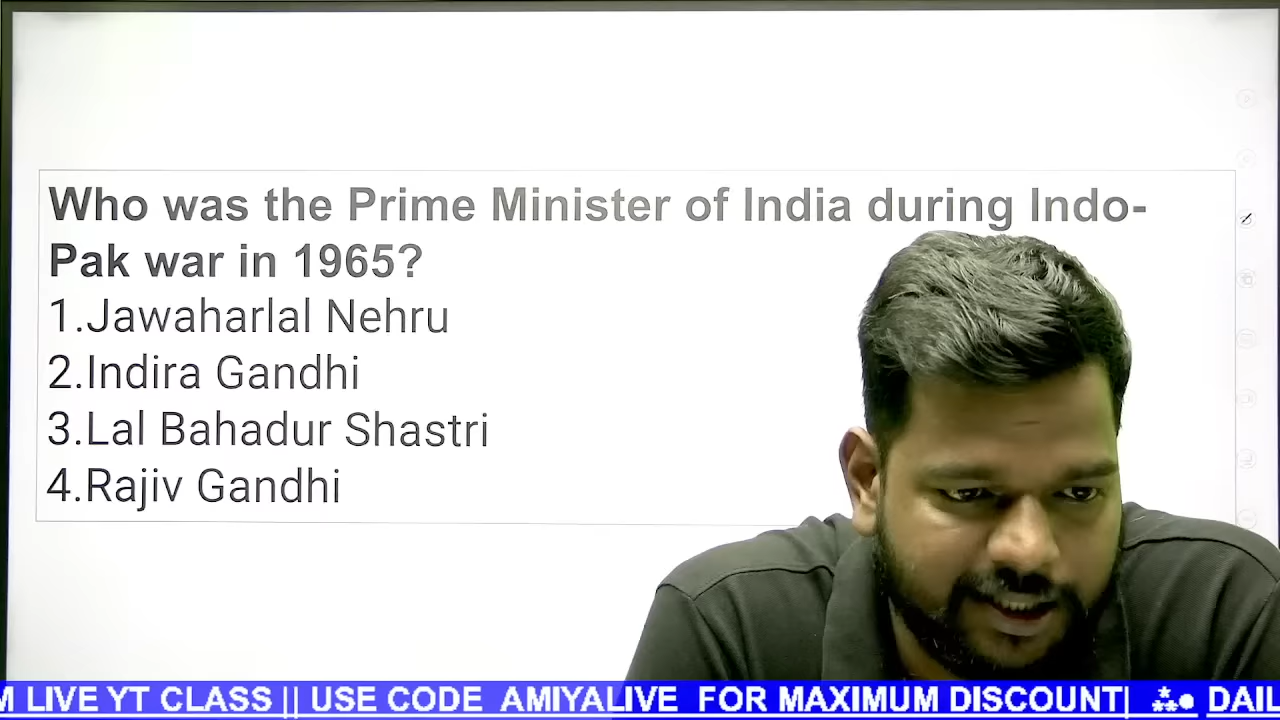 Who was the Prime Minister of India during Indo-
Pak war in 1965?
1.Jawaharlal Nehru
2.Indira Gandhi
3.Lal Bahadur Shastri
4.Rajiv Gandhi
LIVE YT CLASS || USE CODE AMIYALIVE FOR MAXIMUM DISCOUNT|